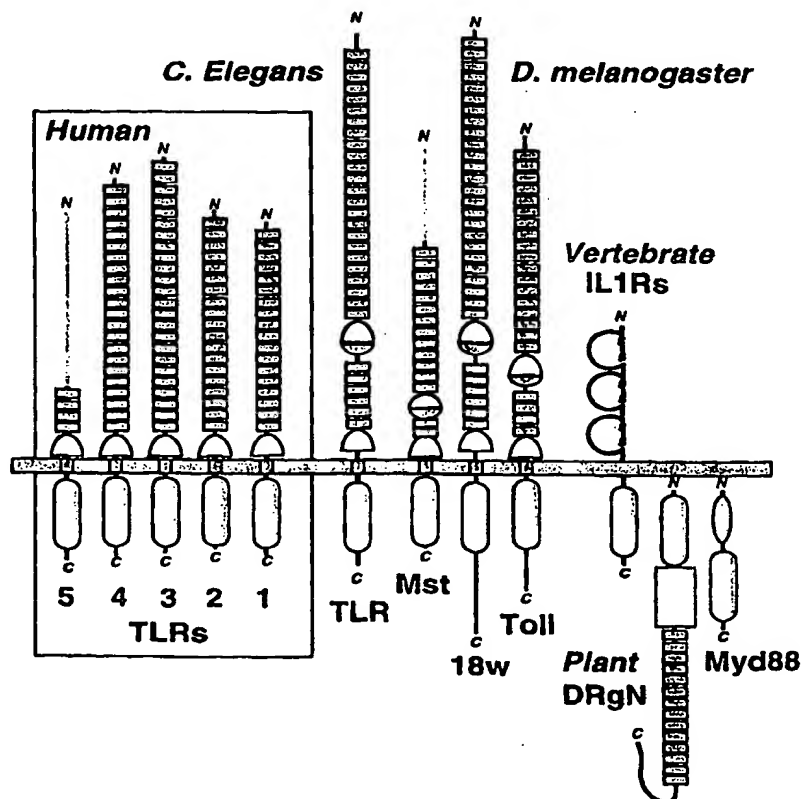 N N
C. Elegans D. melanogaster
Human N N
N N N N N
Vertebrate
IL1Rs
N
N N
C C C C C C C C
5 4 3 2 1 TLR Mst C Toll
TLRs
C
18w Plant Myd88
DRgN
C
C